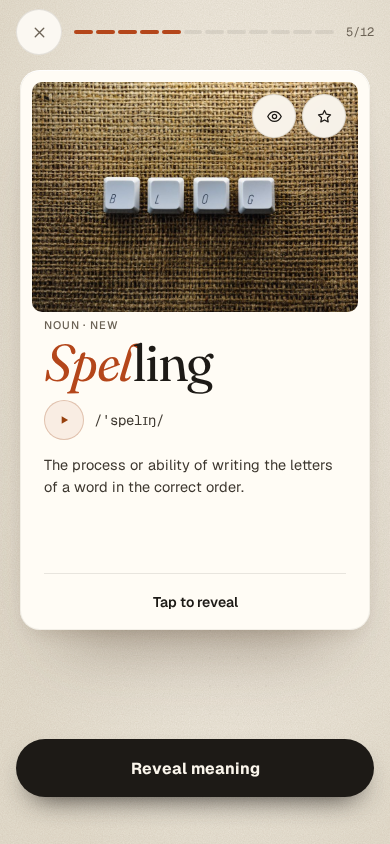 5/12
B L O G
NOUN · NEW
Spelling
/ˈspelɪŋ/
The process or ability of writing the letters
of a word in the correct order.
Tap to reveal
Reveal meaning